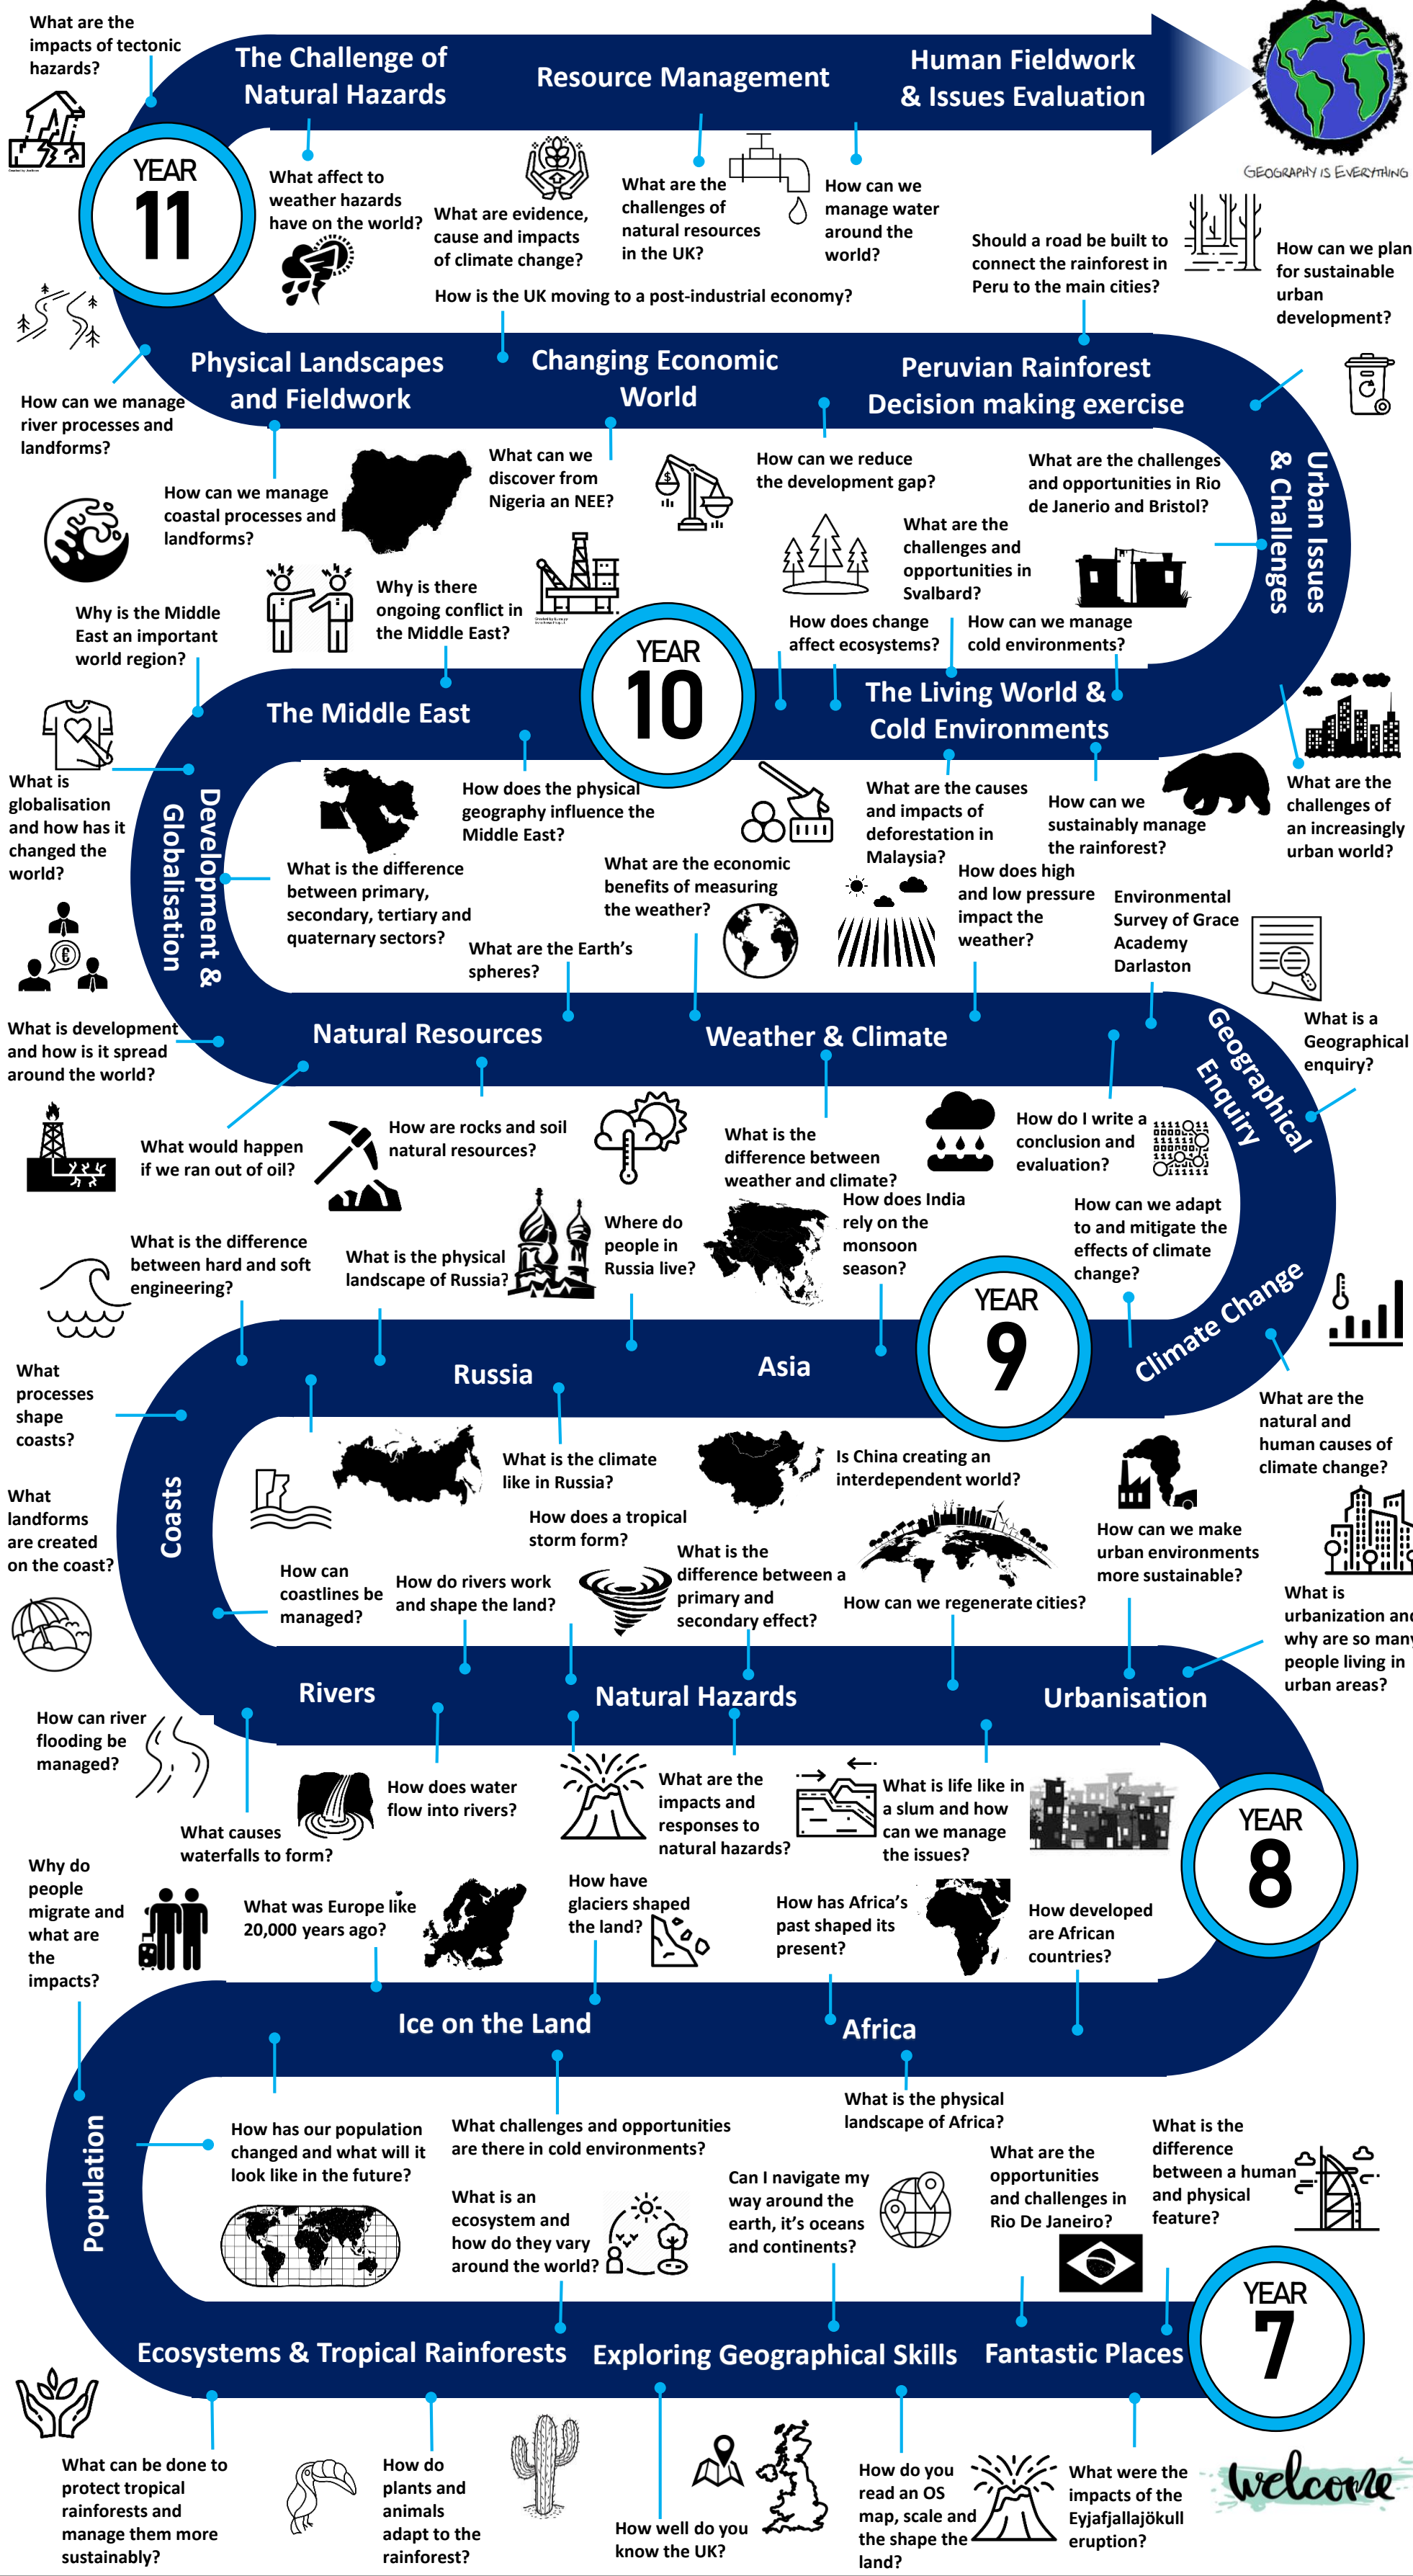 What are the
impacts of tectonic
hazards?
The Challenge of
Natural Hazards
Resource Management
Human Fieldwork
& Issues Evaluation
GEOGRAPHY IS EVERYTHING
YEAR
11
What affect to
weather hazards
have on the world?
What are evidence,
cause and impacts
of climate change?
What are the
challenges of
natural resources
in the UK?
How can we
manage water
around the
world?
Should a road be built to
connect the rainforest in
Peru to the main cities?
How can we plan
for sustainable
urban
development?
How is the UK moving to a post-industrial economy?
Physical Landscapes
and Fieldwork
Changing Economic
World
Peruvian Rainforest
Decision making exercise
How can we manage
river processes and
landforms?
Urban Issues
& Challenges
How can we manage
coastal processes and
landforms?
What can we
discover from
Nigeria an NEE?
How can we reduce
the development gap?
What are the challenges
and opportunities in Rio
de Janerio and Bristol?
What are the
challenges and
opportunities in
Svalbard?
Why is the Middle
East an important
world region?
Why is there
ongoing conflict in
the Middle East?
How does change
affect ecosystems?
How can we manage
cold environments?
YEAR
10
The Middle East
The Living World &
Cold Environments
What is
globalisation
and how has it
changed the
world?
Development &
Globalisation
How does the physical
geography influence the
Middle East?
What are the causes
and impacts of
deforestation in
Malaysia?
How can we
sustainably manage
the rainforest?
What are the
challenges of
an increasingly
urban world?
What is the difference
between primary,
secondary, tertiary and
quaternary sectors?
What are the economic
benefits of measuring
the weather?
How does high
and low pressure
impact the
weather?
Environmental
Survey of Grace
Academy
Darlaston
What are the Earth's
spheres?
What is development
and how is it spread
around the world?
Natural Resources
Weather & Climate
Geographical
Enquiry
What is a
Geographical
enquiry?
What would happen
if we ran out of oil?
How are rocks and soil
natural resources?
What is the
difference between
weather and climate?
How do I write a
conclusion and
evaluation?
What is the difference
between hard and soft
engineering?
What is the physical
landscape of Russia?
Where do
people in
Russia live?
How does India
rely on the
monsoon
season?
How can we adapt
to and mitigate the
effects of climate
change?
YEAR
9
Climate Change
Russia
Asia
What
processes
shape
coasts?
What are the
natural and
human causes of
climate change?
Coasts
What
landforms
are created
on the coast?
What is the climate
like in Russia?
Is China creating an
interdependent world?
How does a tropical
storm form?
How can we make
urban environments
more sustainable?
How can
coastlines be
managed?
How do rivers work
and shape the land?
What is the
difference between a
primary and
secondary effect?
How can we regenerate cities?
What is
urbanization and
why are so many
people living in
urban areas?
Rivers
Natural Hazards
Urbanisation
How can river
flooding be
managed?
What causes
waterfalls to form?
How does water
flow into rivers?
What are the
impacts and
responses to
natural hazards?
What is life like in
a slum and how
can we manage
the issues?
YEAR
8
Why do
people
migrate and
what are
the
impacts?
What was Europe like
20,000 years ago?
How have
glaciers shaped
the land?
How has Africa's
past shaped its
present?
How developed
are African
countries?
Ice on the Land
Africa
Population
How has our population
changed and what will it
look like in the future?
What challenges and opportunities
are there in cold environments?
What is the physical
landscape of Africa?
What is an
ecosystem and
how do they vary
around the world?
Can I navigate my
way around the
earth, it's oceans
and continents?
What are the
opportunities
and challenges in
Rio De Janeiro?
What is the
difference
between a human
and physical
feature?
YEAR
7
Ecosystems & Tropical Rainforests
Exploring Geographical Skills
Fantastic Places
What can be done to
protect tropical
rainforests and
manage them more
sustainably?
How do
plants and
animals
adapt to the
rainforest?
How well do you
know the UK?
How do you
read an OS
map, scale and
the shape the
land?
What were the
impacts of the
Eyjafjallajökull
eruption?
welcome